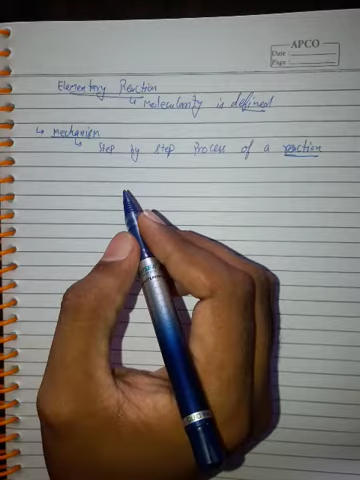 APCO
Date :
Page :
Elementary Reaction
↳ Molecularity is defined
↳ mechanism
↳ Step by step Process of a reaction